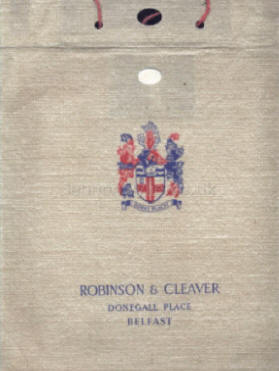 ROBINSON & CLEAVER
DONEGALL PLACE
BELFAST